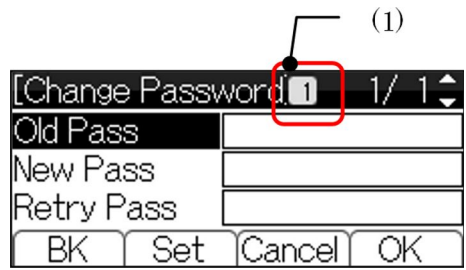 (1)
[Change Password] 1 1/ 1
Old Pass
New Pass
Retry Pass
BK Set Cancel OK